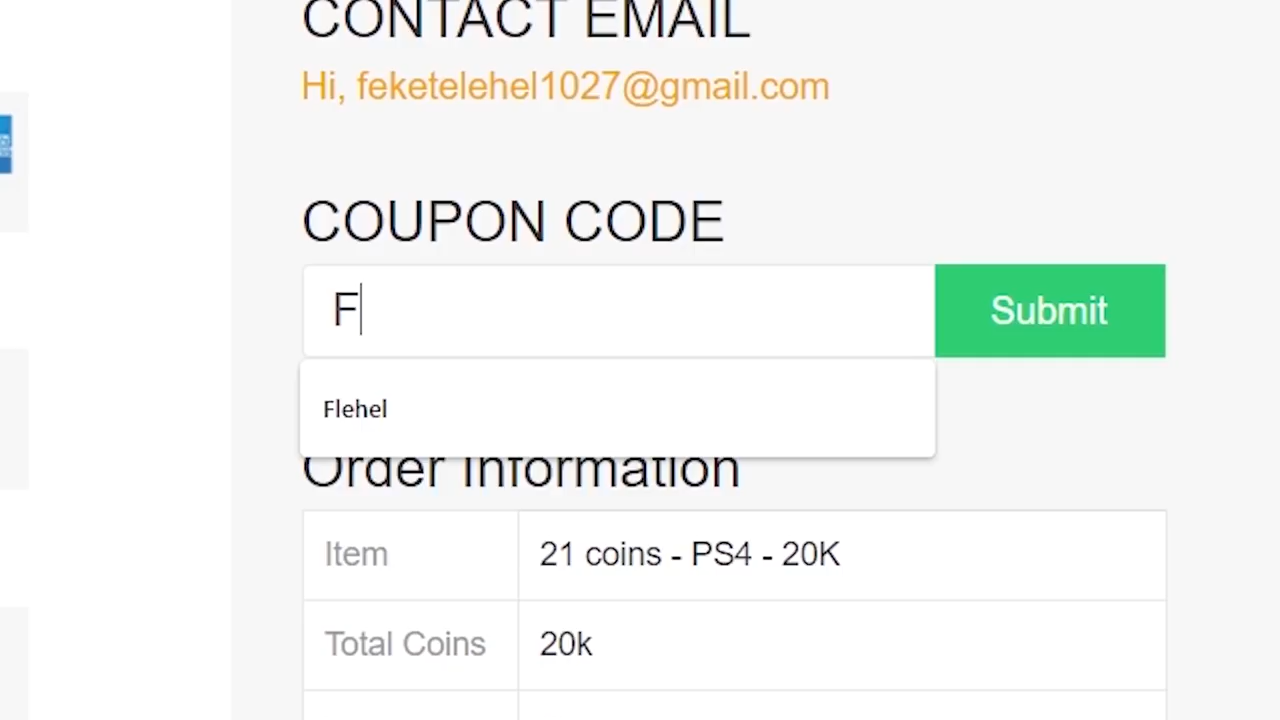 CONTACT EMAIL
Hi, feketelehel1027@gmail.com
COUPON CODE
F
Submit
Flehel
Order Information
Item 21 coins - PS4 - 20K
Total Coins 20k